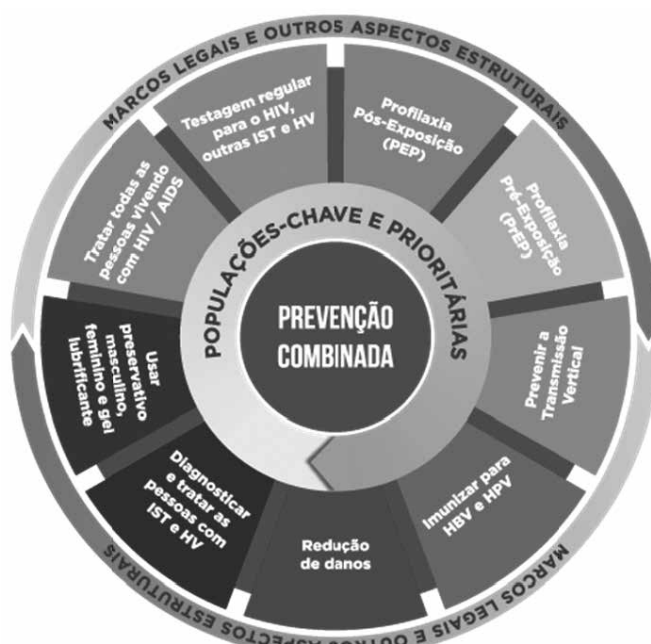 MARCOS LEGAIS E OUTROS ASPECTOS ESTRUTURAIS
Testagem regular
para o HIV,
outras IST e HV
Profilaxia
Pós-Exposição
(PEP)
Profilaxia
Pré-Exposição
(PrEP)
Prevenir a
Transmissão
Vertical
Imunizar para
HBV e HPV
Redução
de danos
Diagnosticar
e tratar as
pessoas com
IST e HV
Usar
preservativo
masculino,
feminino e gel
lubrificante
Tratar todas as
pessoas vivendo
com HIV / AIDS
POPULAÇÕES-CHAVE E PRIORITÁRIAS
PREVENÇÃO
COMBINADA
MARCOS LEGAIS E OUTROS ASPECTOS ESTRUTURAIS